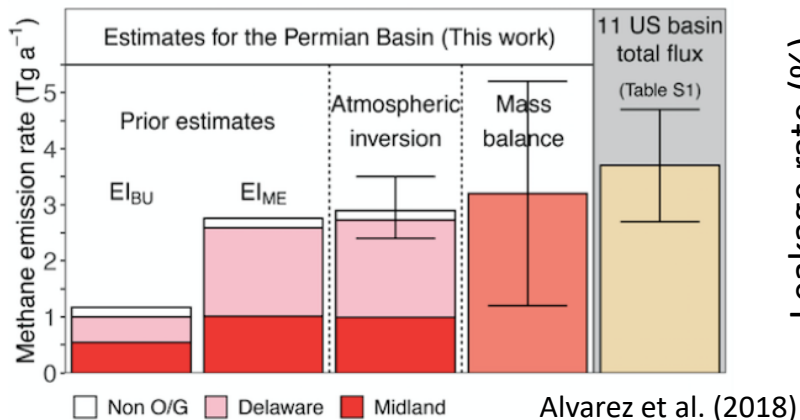 Estimates for the Permian Basin (This work)
11 US basin
total flux
(Table S1)
Methane emission rate (Tg a⁻¹)
5
4
3
2
1
0
Prior estimates
EI_BU
EI_ME
Atmospheric
inversion
Mass
balance
Non O/G
Delaware
Midland
Alvarez et al. (2018)